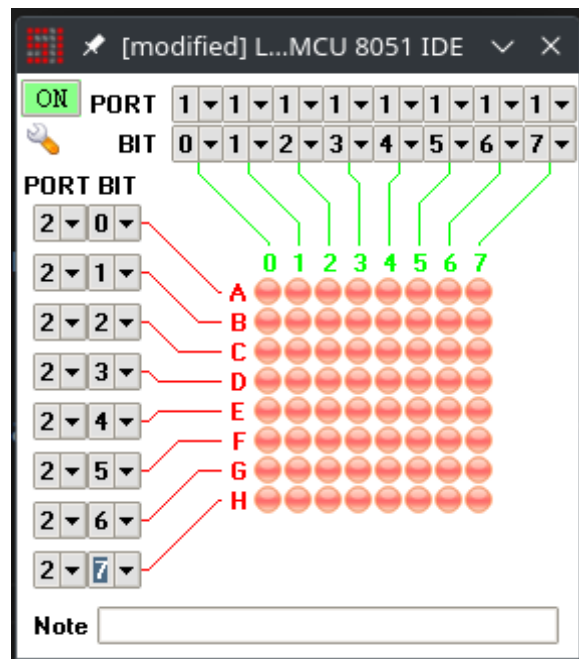 [modified] L...MCU 8051 IDE
ON PORT 1 1 1 1 1 1 1 1
BIT 0 1 2 3 4 5 6 7
PORT BIT
2 0
0 1 2 3 4 5 6 7
A
2 1
B
2 2
C
2 3
D
2 4
E
F
2 5
G
2 6
H
2 7
Note